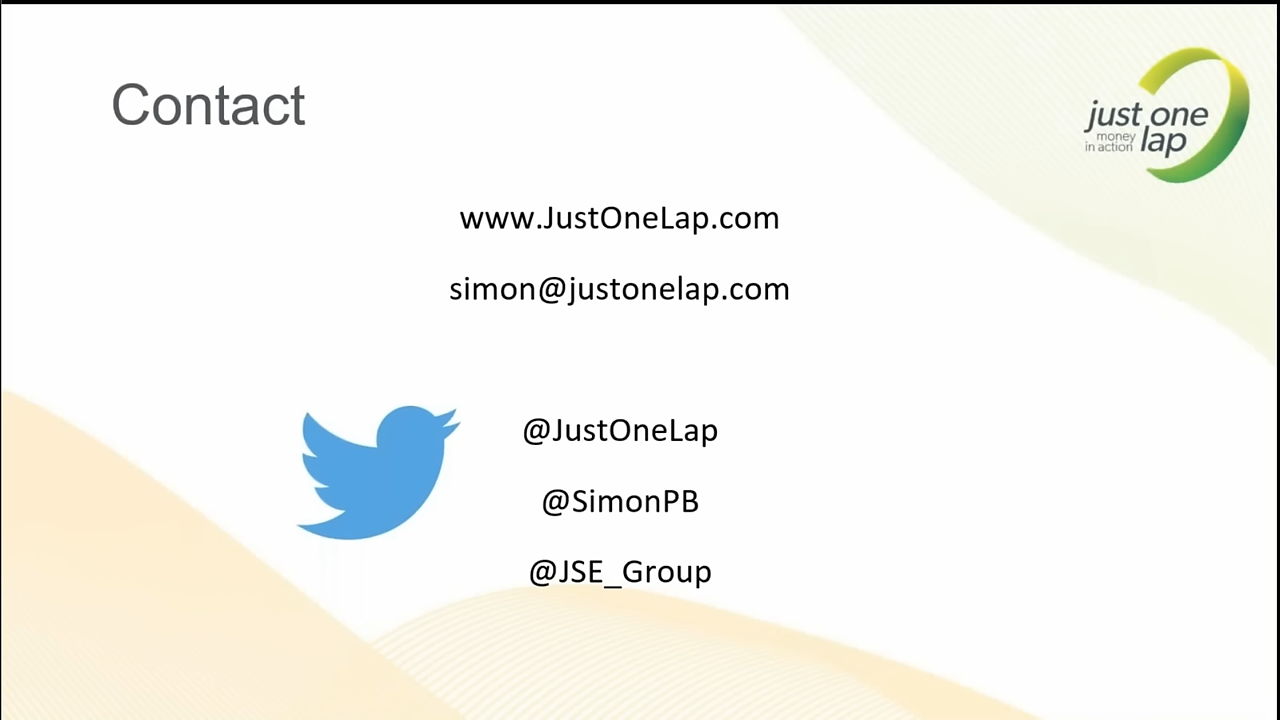 Contact
just one
money
in action lap
www.JustOneLap.com
simon@justonelap.com
@JustOneLap
@SimonPB
@JSE_Group